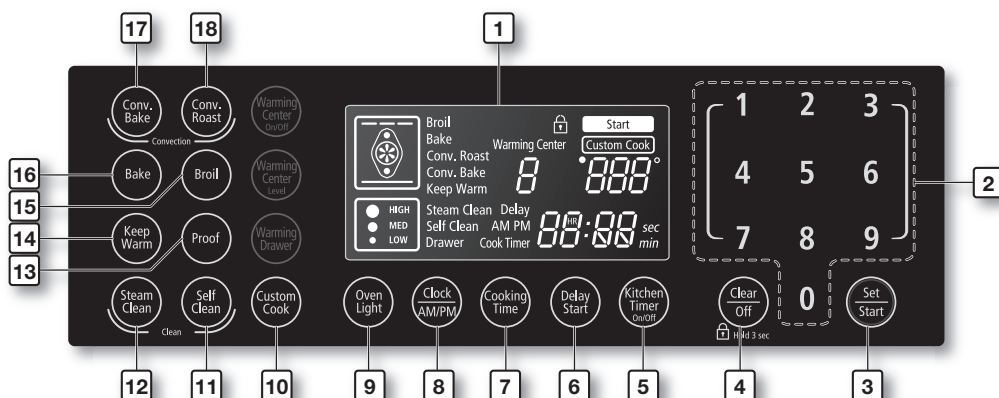 17 18 1
Conv. Bake
Conv. Roast
Warming Center On/Off
Convection
16
Bake
15
Broil
Warming Center Level
14
Keep Warm
13
Proof
Warming Drawer
Steam Clean
Self Clean
Clean
Custom Cook
Broil
Bake
Conv. Roast
Conv. Bake
Keep Warm
Warming Center
Start
Custom Cook
8
888°
HIGH
MED
LOW
Steam Clean
Self Clean
Drawer
Delay
AM PM
Cook Timer
HR
88:88
sec
min
Oven Light
Clock AM/PM
Cooking Time
Delay Start
Kitchen Timer On/Off
1 2 3
4 5 6
7 8 9
0
2
Clear Off
Hold 3 sec
Set Start
12 11 10 9 8 7 6 5 4 3